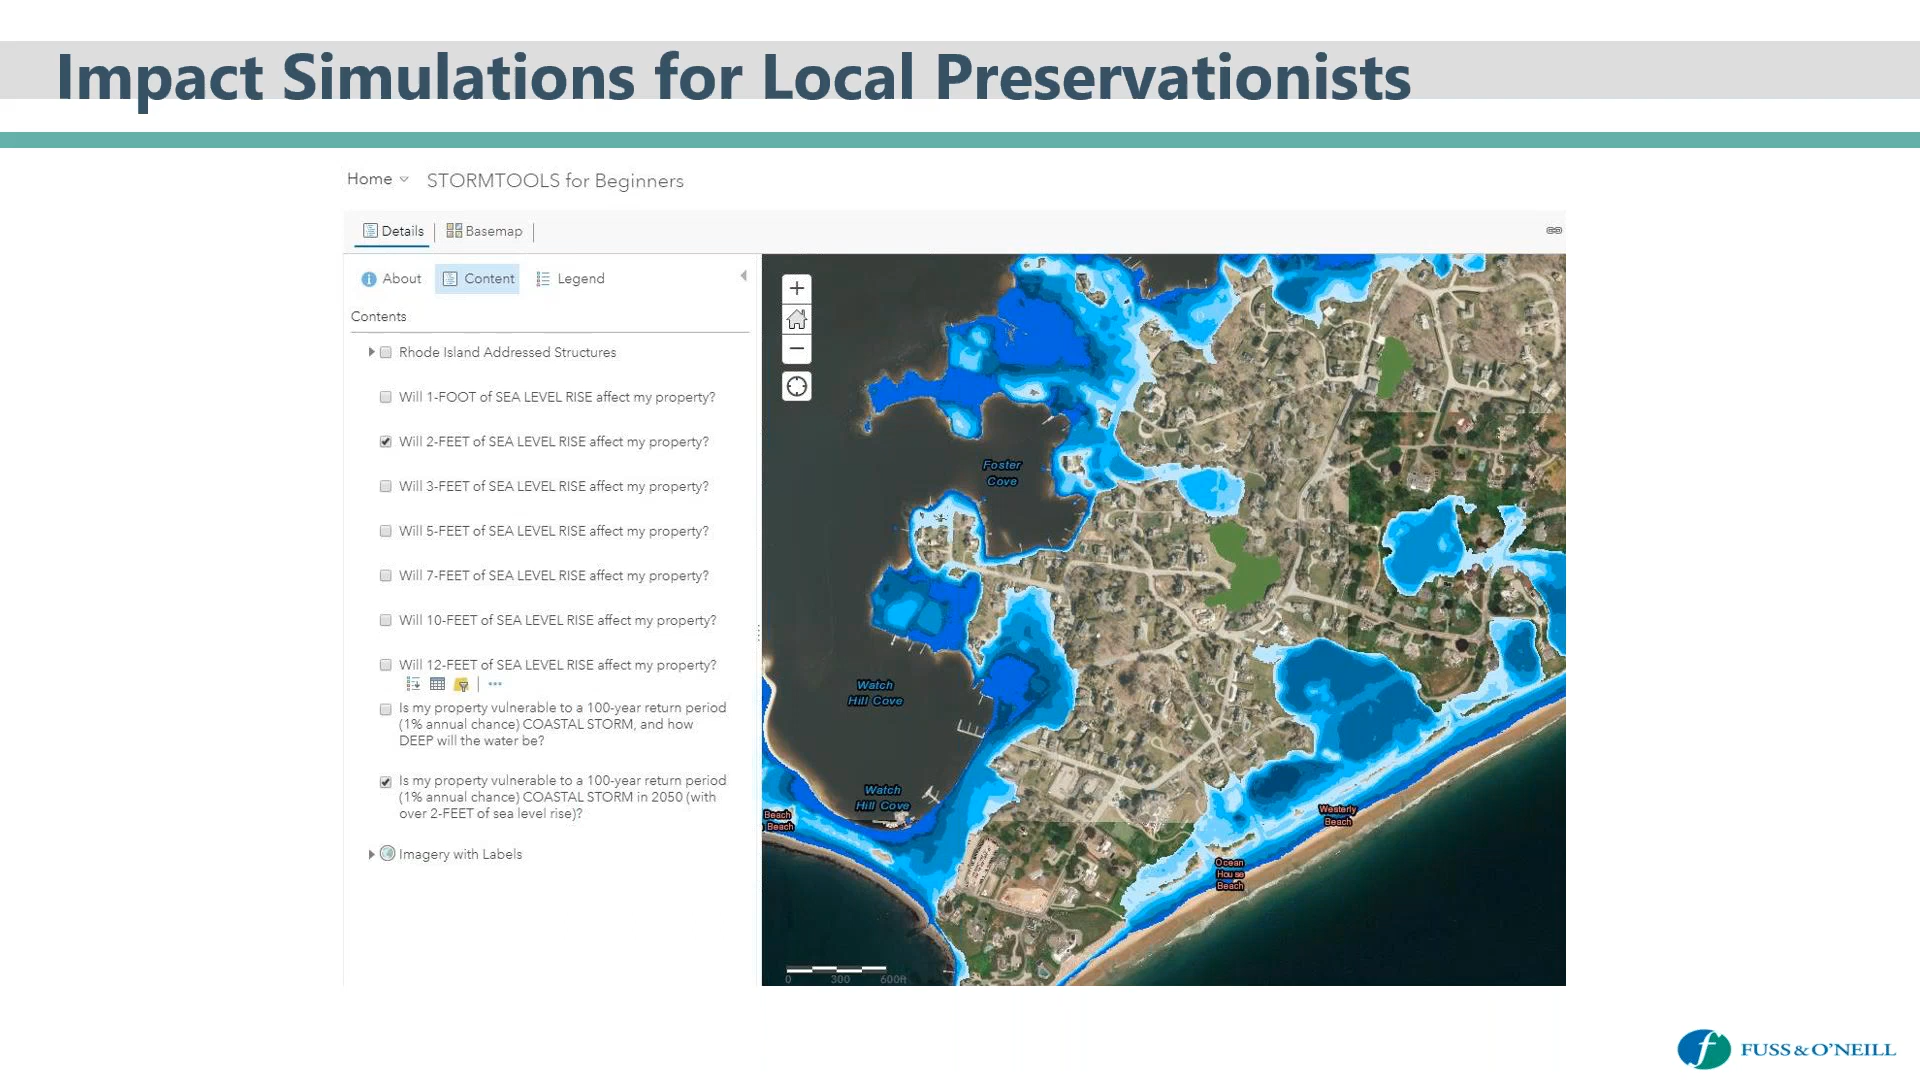 Impact Simulations for Local Preservationists
Home
STORMTOOLS for Beginners
Details
Basemap
About
Content
Legend
Contents
Rhode Island Addressed Structures
Will 1-FOOT of SEA LEVEL RISE affect my property?
Will 2-FEET of SEA LEVEL RISE affect my property?
Will 3-FEET of SEA LEVEL RISE affect my property?
Will 5-FEET of SEA LEVEL RISE affect my property?
Will 7-FEET of SEA LEVEL RISE affect my property?
Will 10-FEET of SEA LEVEL RISE affect my property?
Will 12-FEET of SEA LEVEL RISE affect my property?
Is my property vulnerable to a 100-year return period
(1% annual chance) COASTAL STORM, and how
DEEP will the water be?
Is my property vulnerable to a 100-year return period
(1% annual chance) COASTAL STORM in 2050 (with
over 2-FEET of sea level rise)?
Imagery with Labels
Foster
Cove
Watch
Hill Cove
Watch
Hill Cove
Beach
Beach
Westerly
Beach
Ocean
House
Beach
0 300 600ft
FUSS & O'NEILL